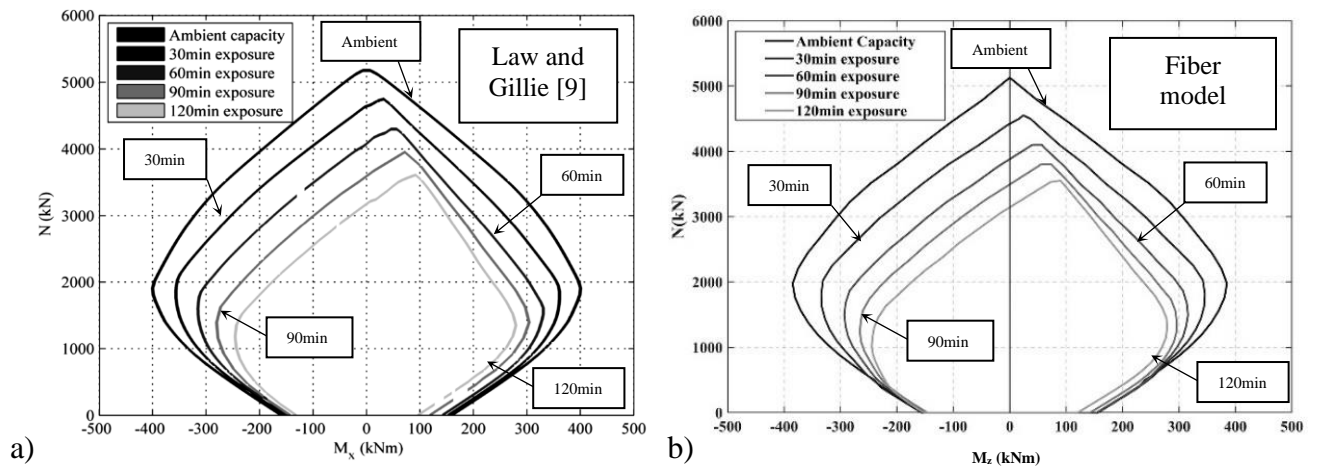 6000
5000
4000
3000
2000
1000
0
N(kN)
-500 -400 -300 -200 -100 0 100 200 300 400 500
M_x (kNm)
Ambient capacity
30min exposure
60min exposure
90min exposure
120min exposure
Ambient
Law and
Gillie [9]
30min
60min
90min
120min
a)
6000
5000
4000
3000
2000
1000
0
N(kN)
-500 -400 -300 -200 -100 0 100 200 300 400 500
M_z (kNm)
Ambient Capacity
30min exposure
60min exposure
90min exposure
120min exposure
Ambient
Fiber
model
30min
60min
90min
120min
b)